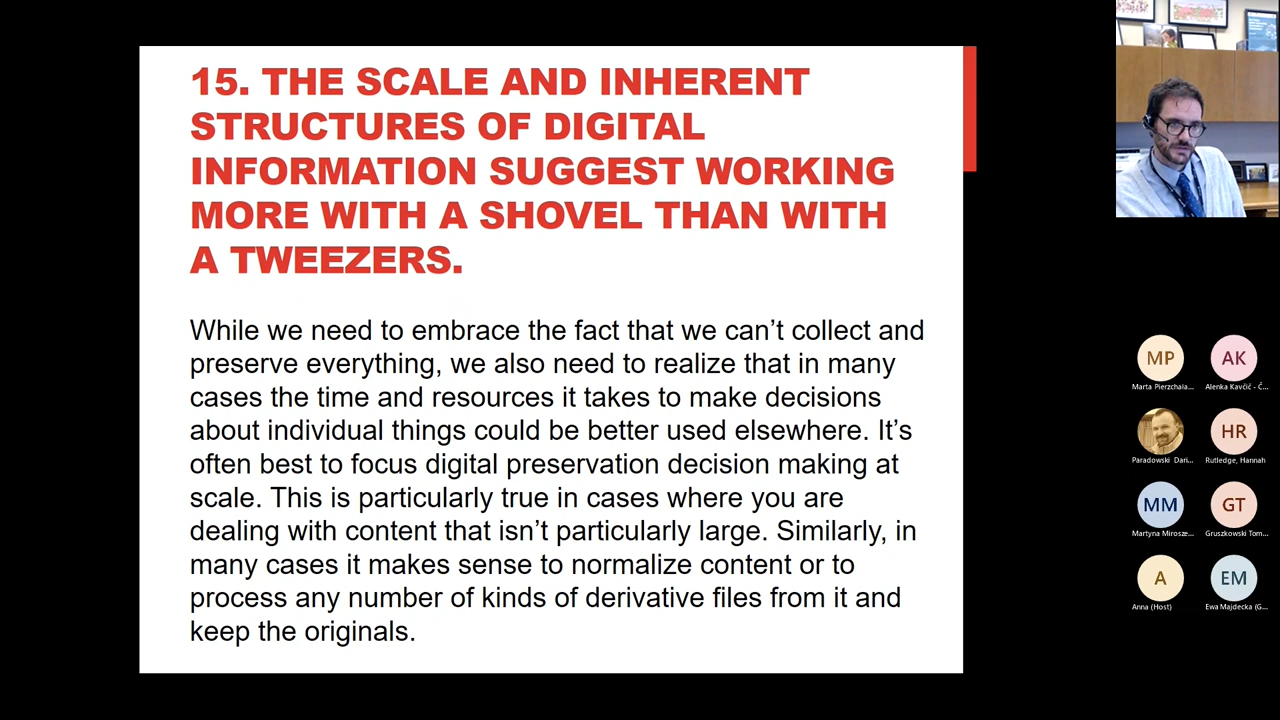 15. THE SCALE AND INHERENT
STRUCTURES OF DIGITAL
INFORMATION SUGGEST WORKING
MORE WITH A SHOVEL THAN WITH
A TWEEZERS.
While we need to embrace the fact that we can’t collect and
preserve everything, we also need to realize that in many
cases the time and resources it takes to make decisions
about individual things could be better used elsewhere. It’s
often best to focus digital preservation decision making at
scale. This is particularly true in cases where you are
dealing with content that isn’t particularly large. Similarly, in
many cases it makes sense to normalize content or to
process any number of kinds of derivative files from it and
keep the originals.
MP
AK
Marta Pierzchala...
Alenka Kavčič - Č...
HR
Paradowski Dari...
Rutledge, Hannah
MM
GT
Martyna Mirosze...
Gruszkowski Tom...
A
EM
Anna (Host)
Ewa Majdecka (G...